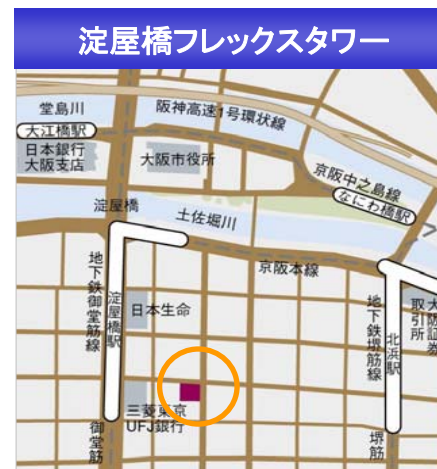 淀屋橋フレックスタワー
堂島川
阪神高速1号環状線
大江橋駅
日本銀行
大阪支店
大阪市役所
京阪中之島線
なにわ橋駅
淀屋橋
土佐堀川
京阪本線
地下鉄御堂筋線
淀屋橋駅
日本生命
地下鉄堺筋線
北浜駅
大阪証券
取引所
三菱東京
UFJ銀行
御堂筋
堺筋